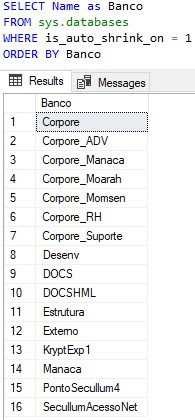 SELECT Name as Banco
FROM sys.databases
WHERE is_auto_shrink_on = 1
ORDER BY Banco
Results Messages
Banco
1 Corpore
2 Corpore_ADV
3 Corpore_Manaca
4 Corpore_Moarah
5 Corpore_Momsen
6 Corpore_RH
7 Corpore_Suporte
8 Desenv
9 DOCS
10 DOCSHML
11 Estrutura
12 Externo
13 KryptExp1
14 Manaca
15 PontoSecullum4
16 SecullumAcessoNet